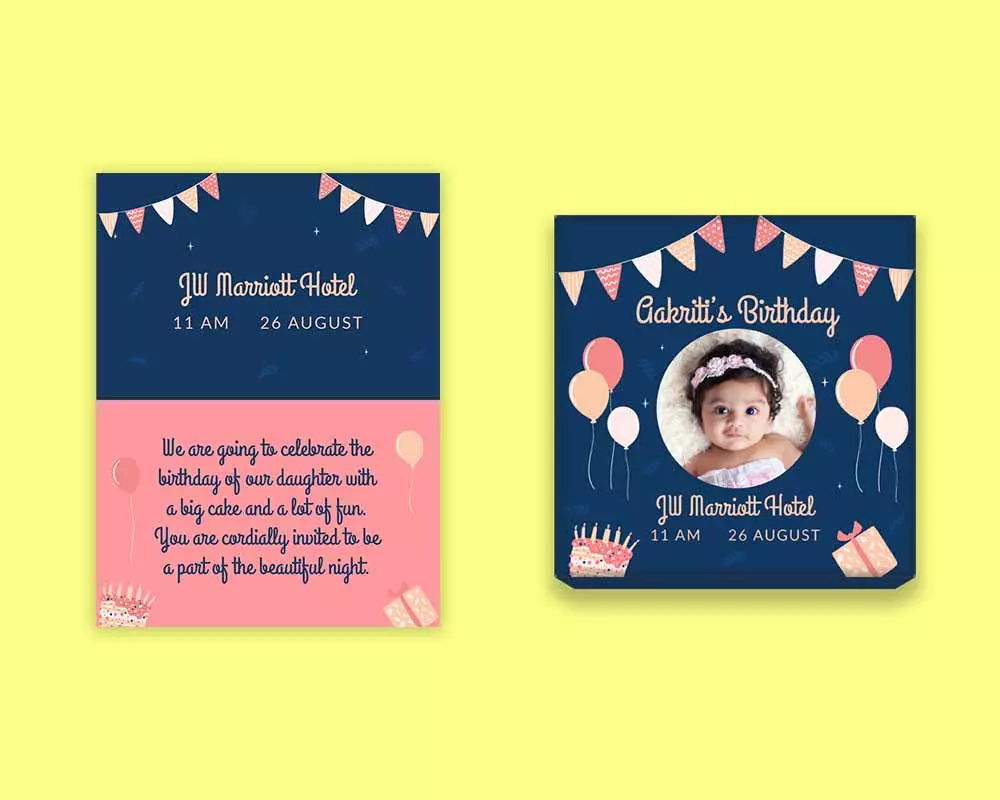 JW Marriott Hotel
11 AM 26 AUGUST
We are going to celebrate the
birthday of our daughter with
a big cake and a lot of fun.
You are cordially invited to be
a part of the beautiful night.
Aakriti's Birthday
JW Marriott Hotel
11 AM 26 AUGUST